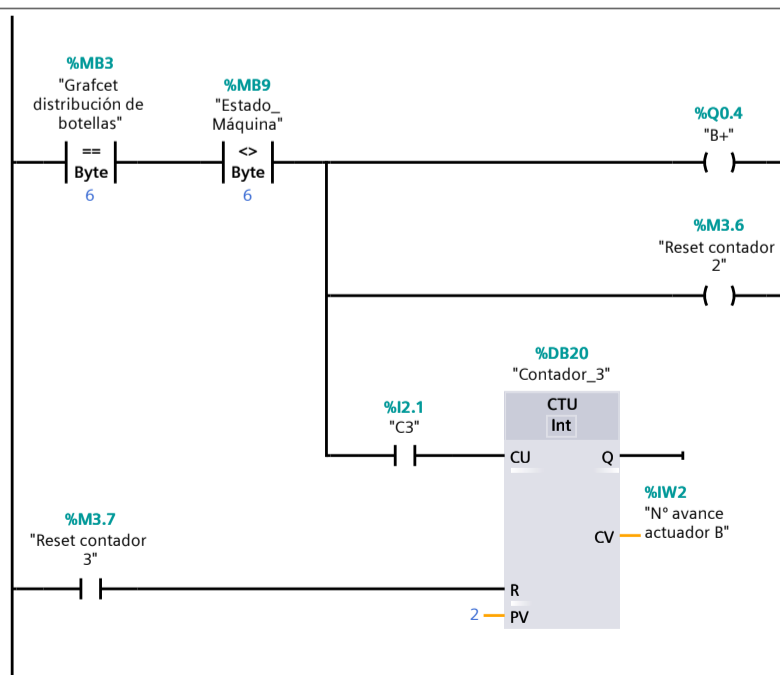 %MB3
"Grafcet
distribución de
botellas"
==
Byte
6
%MB9
"Estado_
Máquina"
<>
Byte
6
%Q0.4
"B+"
%M3.6
"Reset contador
2"
%DB20
"Contador_3"
CTU
Int
%I2.1
"C3"
CU
Q
%IW2
"Nº avance
actuador B"
CV
%M3.7
"Reset contador
3"
R
2
PV